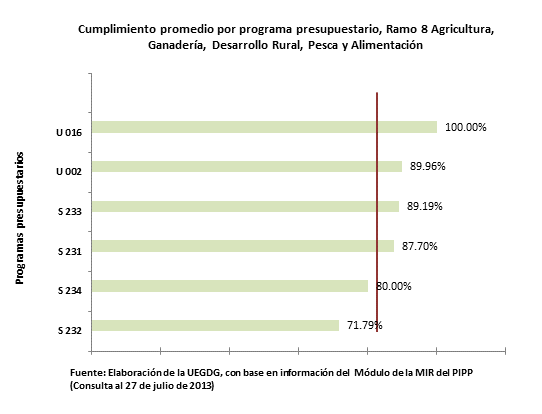 Cumplimiento promedio por programa presupuestario, Ramo 8 Agricultura,
Ganadería, Desarrollo Rural, Pesca y Alimentación
Programas presupuestarios
U 016 100.00%
U 002 89.96%
S 233 89.19%
S 231 87.70%
S 234 80.00%
S 232 71.79%
Fuente: Elaboración de la UEGDG, con base en información del Módulo de la MIR del PIPP
(Consulta al 27 de julio de 2013)